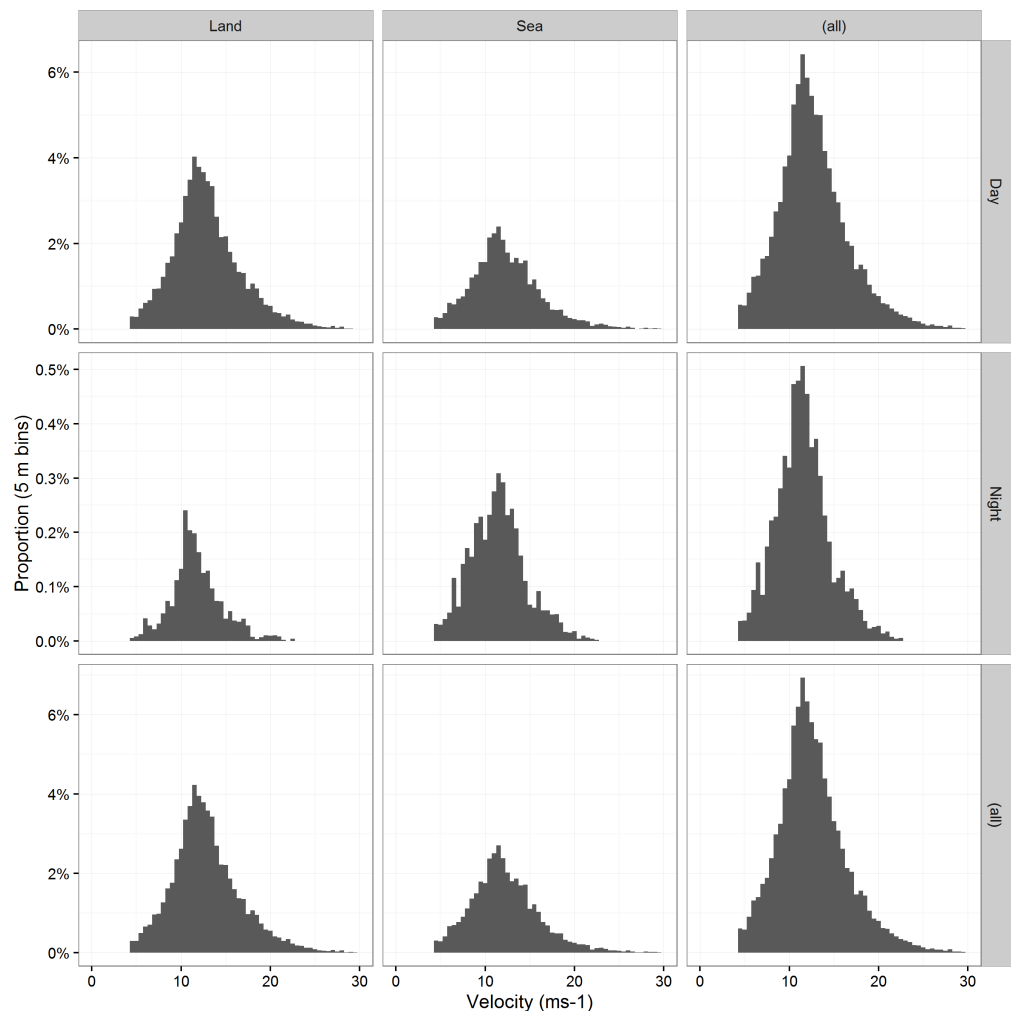 Land Sea (all)
6%
4%
2%
0%
Day
0.5%
0.4%
0.3%
0.2%
0.1%
0.0%
Night
6%
4%
2%
0%
(all)
Proportion (5 m bins)
0 10 20 30 0 10 20 30 0 10 20 30
Velocity (ms-1)